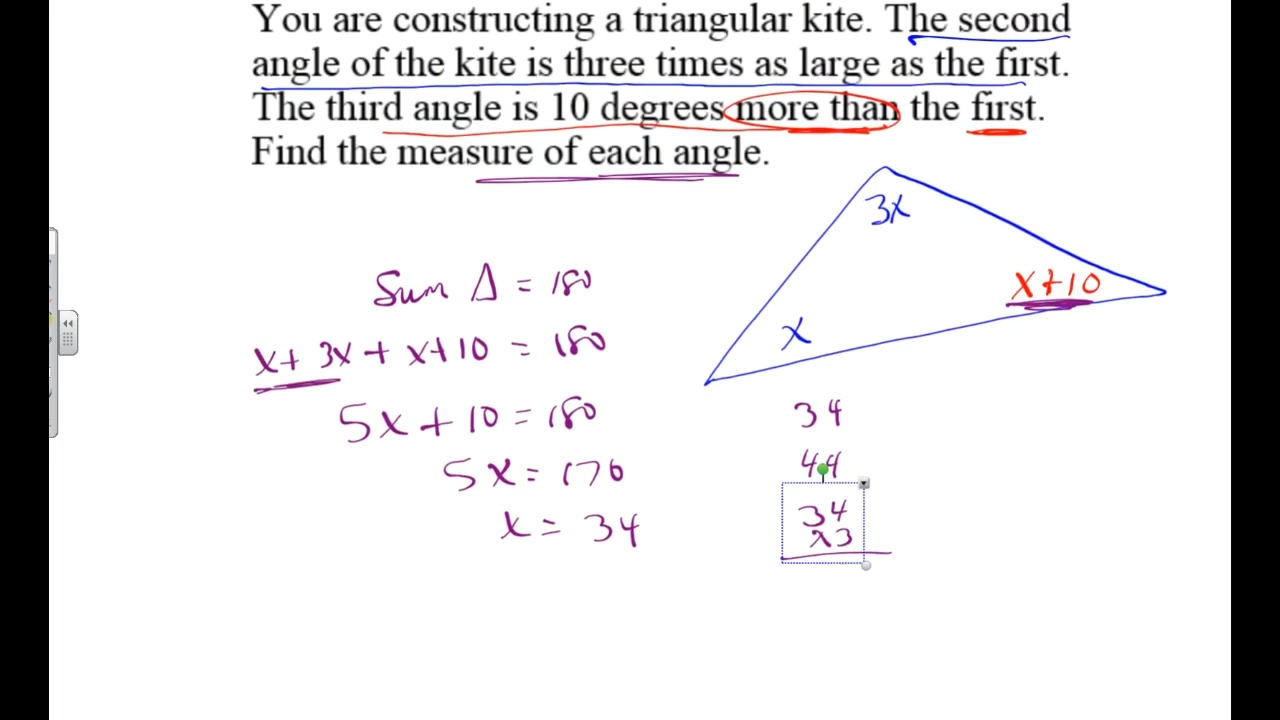 You are constructing a triangular kite. The second
angle of the kite is three times as large as the first.
The third angle is 10 degrees more than the first.
Find the measure of each angle.
3x
x+10
x
Sum Δ = 180
x + 3x + x+10 = 180
5x + 10 = 180
5x = 170
x = 34
34
44
34
x3